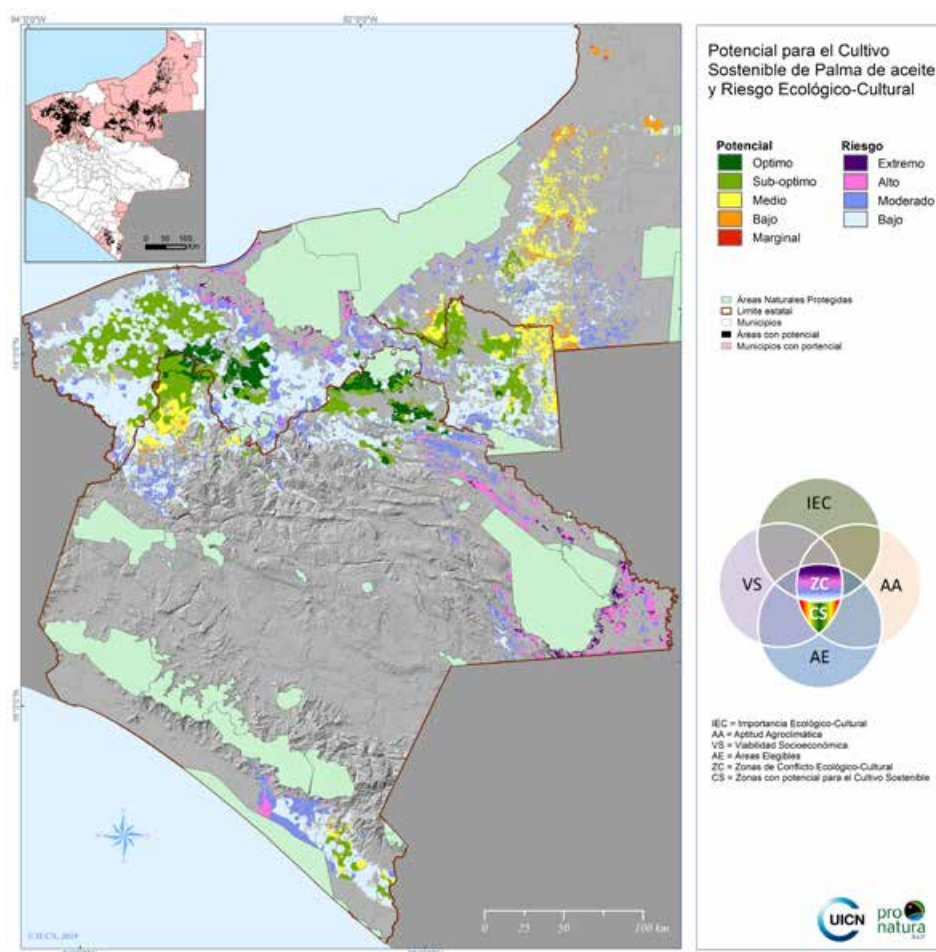 92°0'0"W
0 50 100
Km
Potencial para el Cultivo
Sostenible de Palma de aceite
y Riesgo Ecológico-Cultural
Potencial
Optimo
Sub-optimo
Medio
Bajo
Marginal
Riesgo
Extremo
Alto
Moderado
Bajo
Áreas Naturales Protegidas
Limite estatal
Municipios
Áreas con potencial
Municipios con portencial
IEC
VS
ZC
AA
CS
AE
IEC = Importancia Ecológico-Cultural
AA = Aptitud Agroclimática
VS = Viabilidad Socioeconómica
AE = Áreas Elegibles
ZC = Zonas de Conflicto Ecológico-Cultural
CS = Zonas con potencial para el Cultivo Sostenible
0 25 50 100 km
UICN
pro
natura